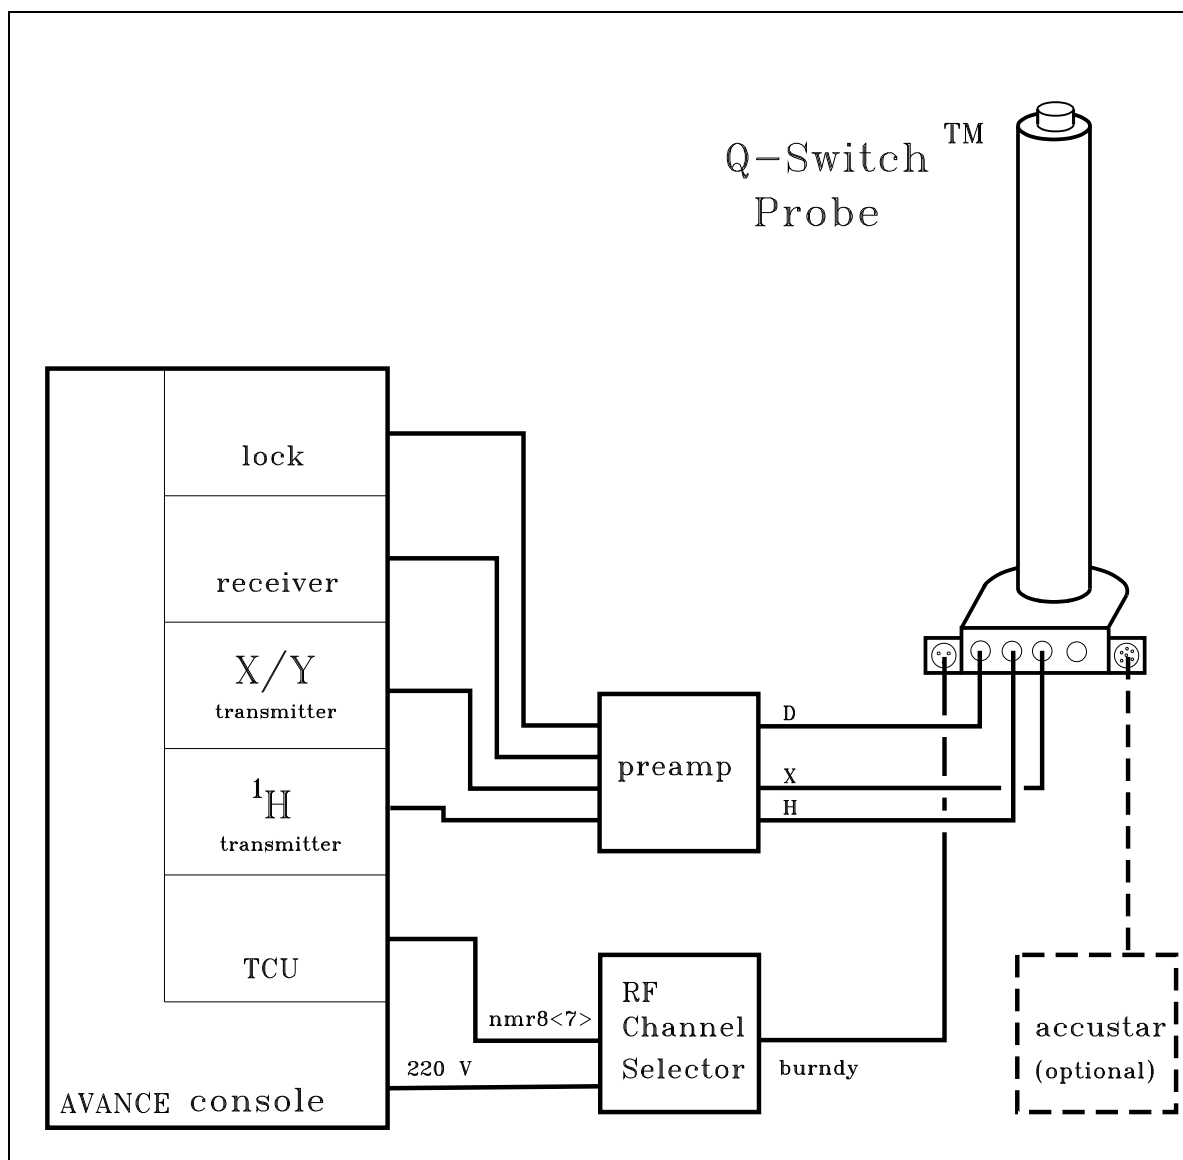 TM
Q-Switch
Probe
lock
receiver
X/Y
transmitter
1H
transmitter
TCU
AVANCE console
preamp
D
X
H
nmr8<7>
220 V
RF
Channel
Selector
burndy
accustar
(optional)